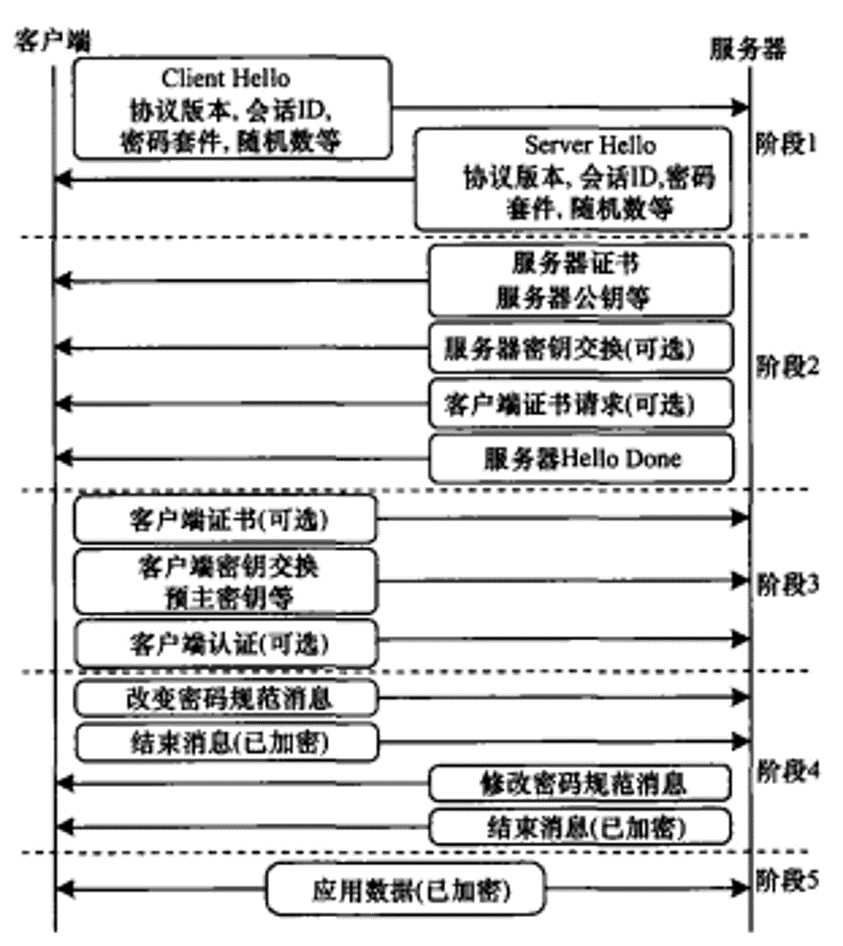 客户端
服务器
Client Hello
协议版本, 会话ID,
密码套件, 随机数等
Server Hello
协议版本, 会话ID,密码
套件, 随机数等
阶段1
服务器证书
服务器公钥等
服务器密钥交换(可选)
阶段2
客户端证书请求(可选)
服务器Hello Done
客户端证书(可选)
客户端密钥交换
预主密钥等
阶段3
客户端认证(可选)
改变密码规范消息
结束消息(已加密)
阶段4
修改密码规范消息
结束消息(已加密)
应用数据(已加密)
阶段5